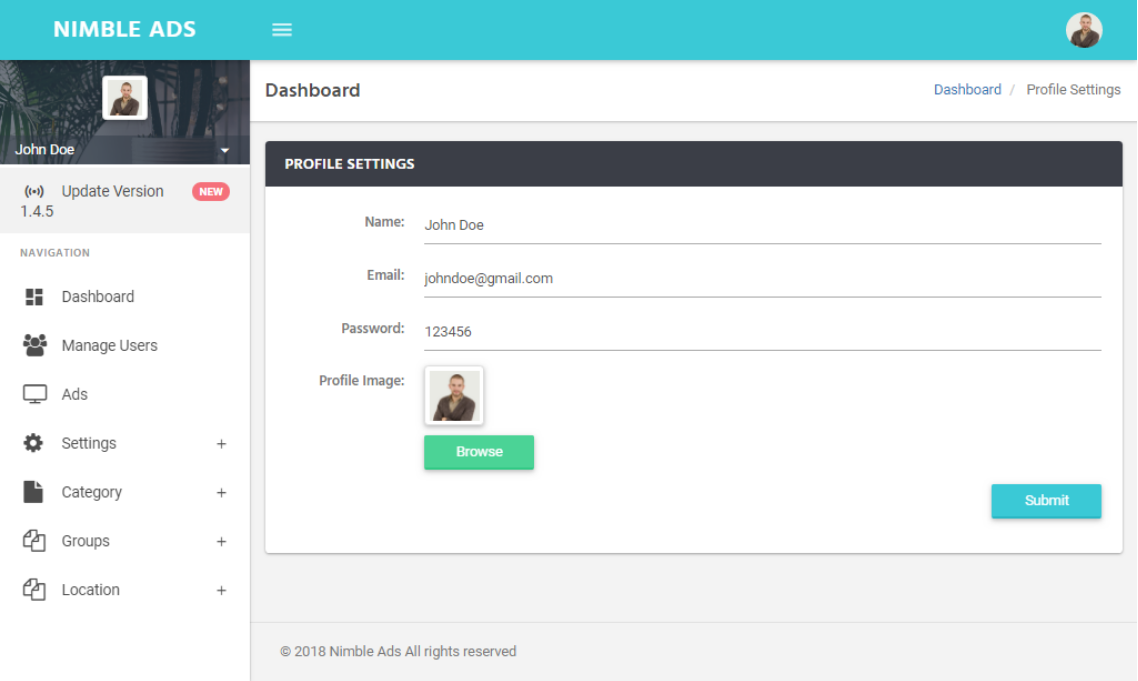 NIMBLE ADS
John Doe
Update Version NEW
1.4.5
NAVIGATION
Dashboard
Manage Users
Ads
Settings +
Category +
Groups +
Location +
Dashboard
Dashboard / Profile Settings
PROFILE SETTINGS
Name: John Doe
Email: johndoe@gmail.com
Password: 123456
Profile Image:
Browse
Submit
© 2018 Nimble Ads All rights reserved